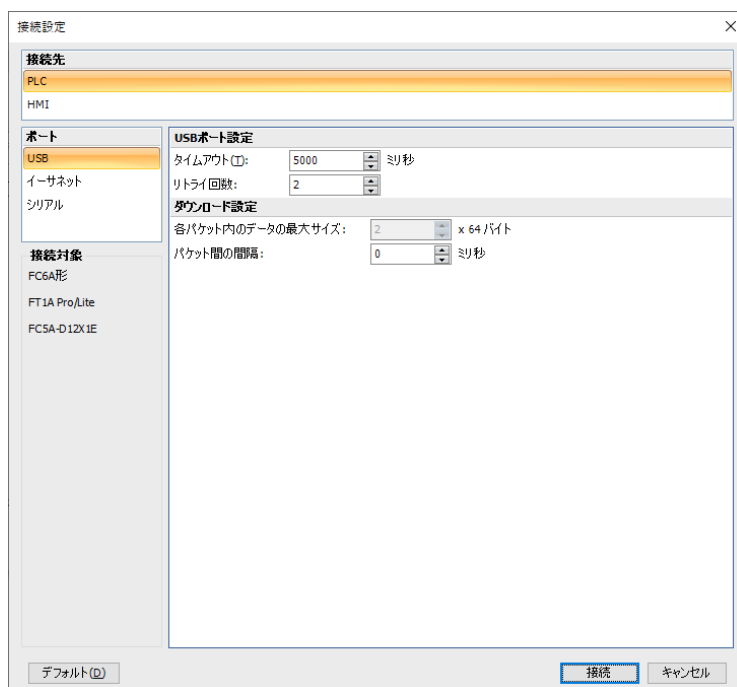 接続設定
接続先
PLC
HMI
ポート
USB
イーサネット
シリアル
接続対象
FC6A形
FT1A Pro/Lite
FC5A-D12X1E
USBポート設定
タイムアウト(T): 5000 ミリ秒
リトライ回数: 2
ダウンロード設定
各パケット内のデータの最大サイズ: 2 x 64 バイト
パケット間の間隔: 0 ミリ秒
デフォルト(D) 接続 キャンセル